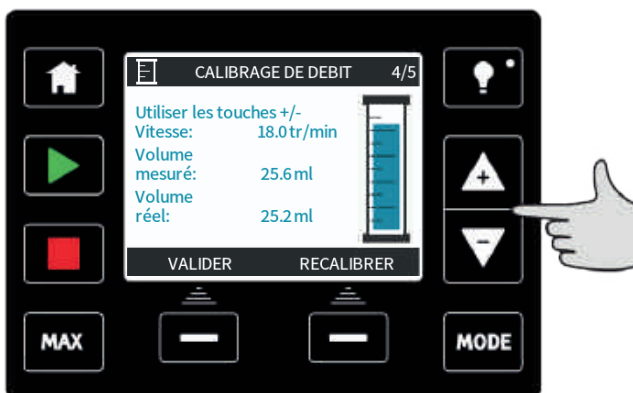 CALIBRAGE DE DEBIT 4/5
Utiliser les touches +/-
Vitesse: 18.0 tr/min
Volume
mesuré: 25.6 ml
Volume
réel: 25.2 ml
+
-
VALIDER RECALIBRER
MAX
MODE